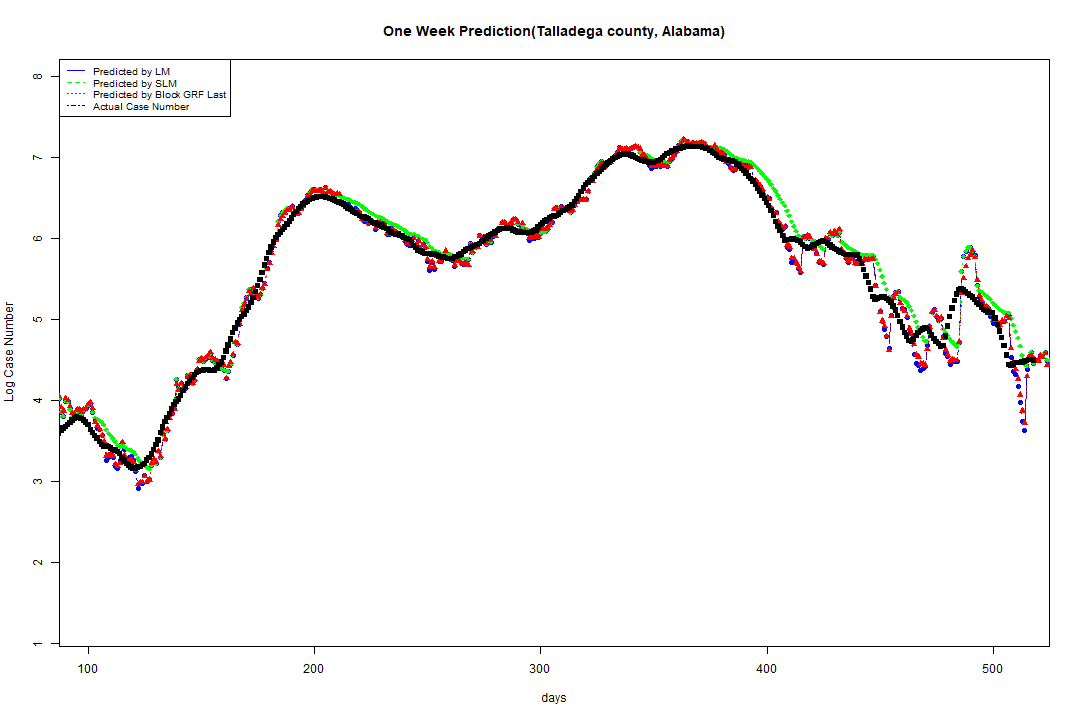 One Week Prediction(Talladega county, Alabama)
Predicted by LM
Predicted by SLM
Predicted by Block GRF Last
Actual Case Number
8
7
6
5
4
3
2
1
Log Case Number
100 200 300 400 500
days